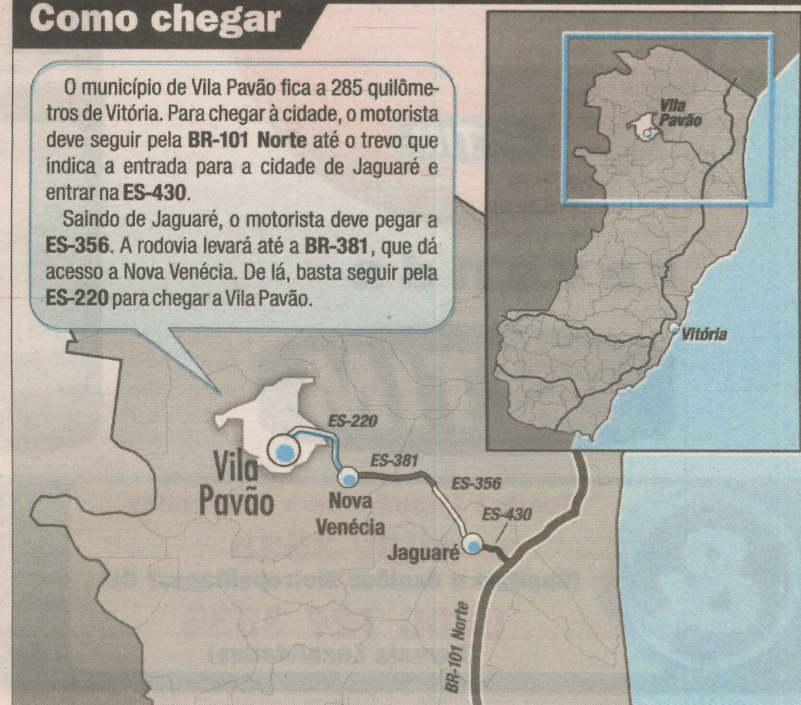 Como chegar
O município de Vila Pavão fica a 285 quilôme-
tros de Vitória. Para chegar à cidade, o motorista
deve seguir pela BR-101 Norte até o trevo que
indica a entrada para a cidade de Jaguaré e
entrar na ES-430.
Saindo de Jaguaré, o motorista deve pegar a
ES-356. A rodovia levará até a BR-381, que dá
acesso a Nova Venécia. De lá, basta seguir pela
ES-220 para chegar a Vila Pavão.
Vila
Pavão
Vitória
ES-220
Vila
Pavão
ES-381
Nova
Venécia
ES-356
ES-430
Jaguaré
BR-101 Norte